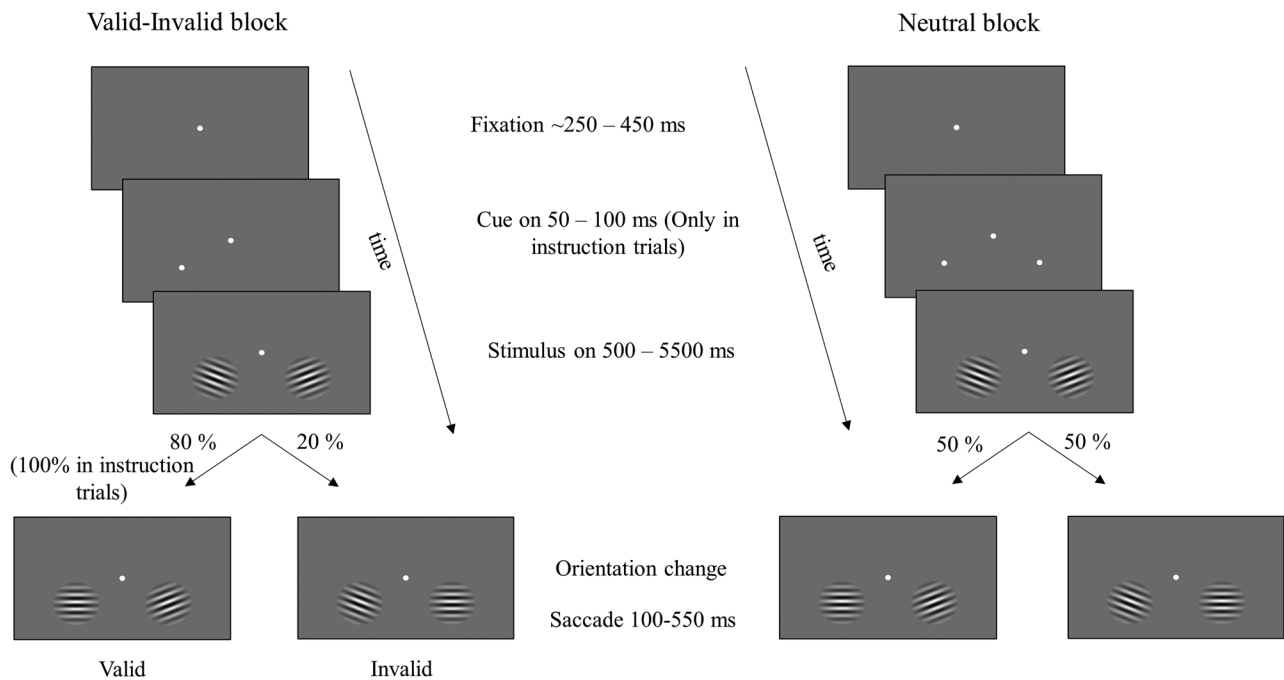 Valid-Invalid block
Neutral block
Fixation ~250 – 450 ms
Cue on 50 – 100 ms (Only in
instruction trials)
time
time
Stimulus on 500 – 5500 ms
80 %
20 %
(100% in instruction
trials)
50 %
50 %
Orientation change
Saccade 100-550 ms
Valid
Invalid